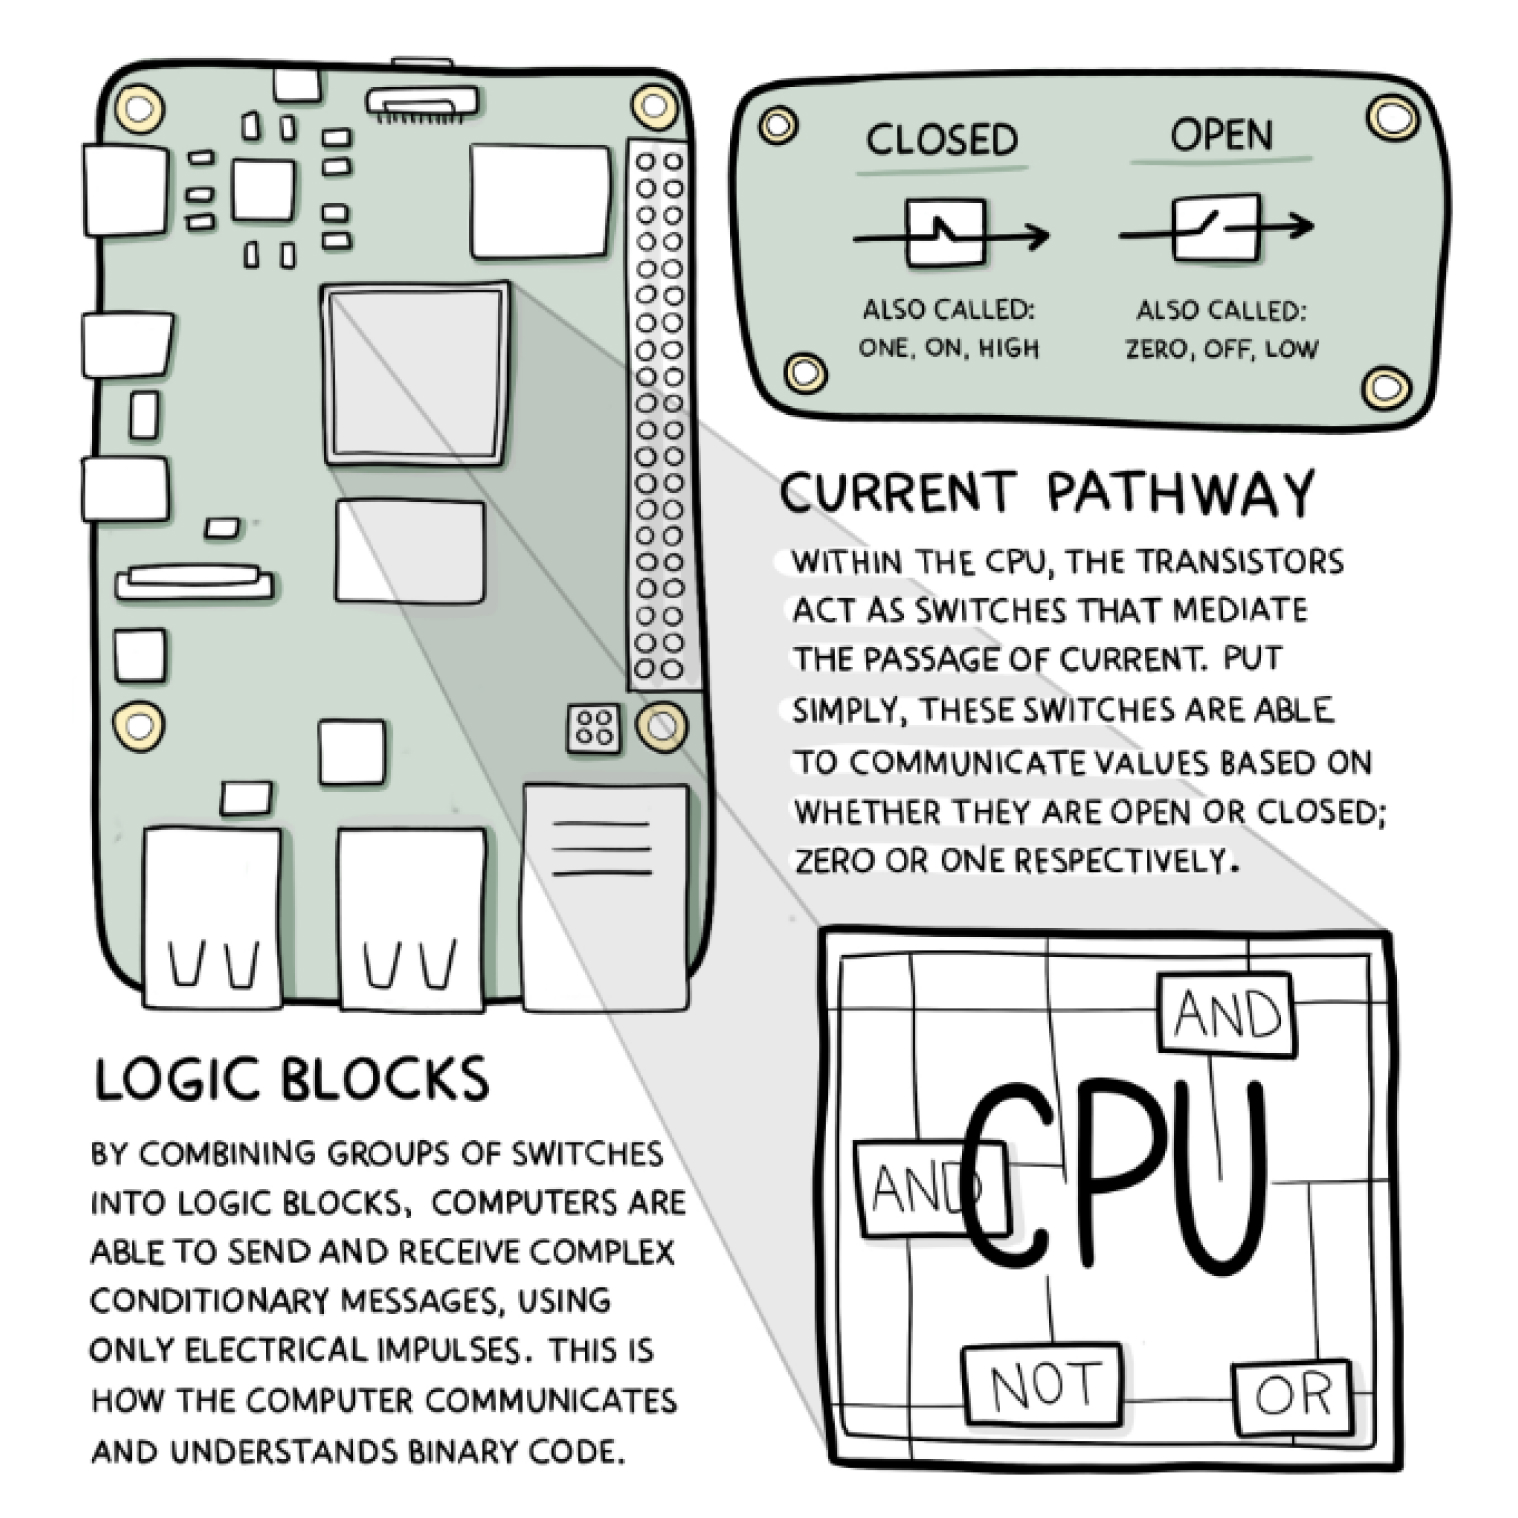 CLOSED
ALSO CALLED:
ONE, ON, HIGH
OPEN
ALSO CALLED:
ZERO, OFF, LOW
CURRENT PATHWAY
WITHIN THE CPU, THE TRANSISTORS
ACT AS SWITCHES THAT MEDIATE
THE PASSAGE OF CURRENT. PUT
SIMPLY, THESE SWITCHES ARE ABLE
TO COMMUNICATE VALUES BASED ON
WHETHER THEY ARE OPEN OR CLOSED;
ZERO OR ONE RESPECTIVELY.
LOGIC BLOCKS
BY COMBINING GROUPS OF SWITCHES
INTO LOGIC BLOCKS, COMPUTERS ARE
ABLE TO SEND AND RECEIVE COMPLEX
CONDITIONARY MESSAGES, USING
ONLY ELECTRICAL IMPULSES. THIS IS
HOW THE COMPUTER COMMUNICATES
AND UNDERSTANDS BINARY CODE.
AND
AND
CPU
NOT
OR